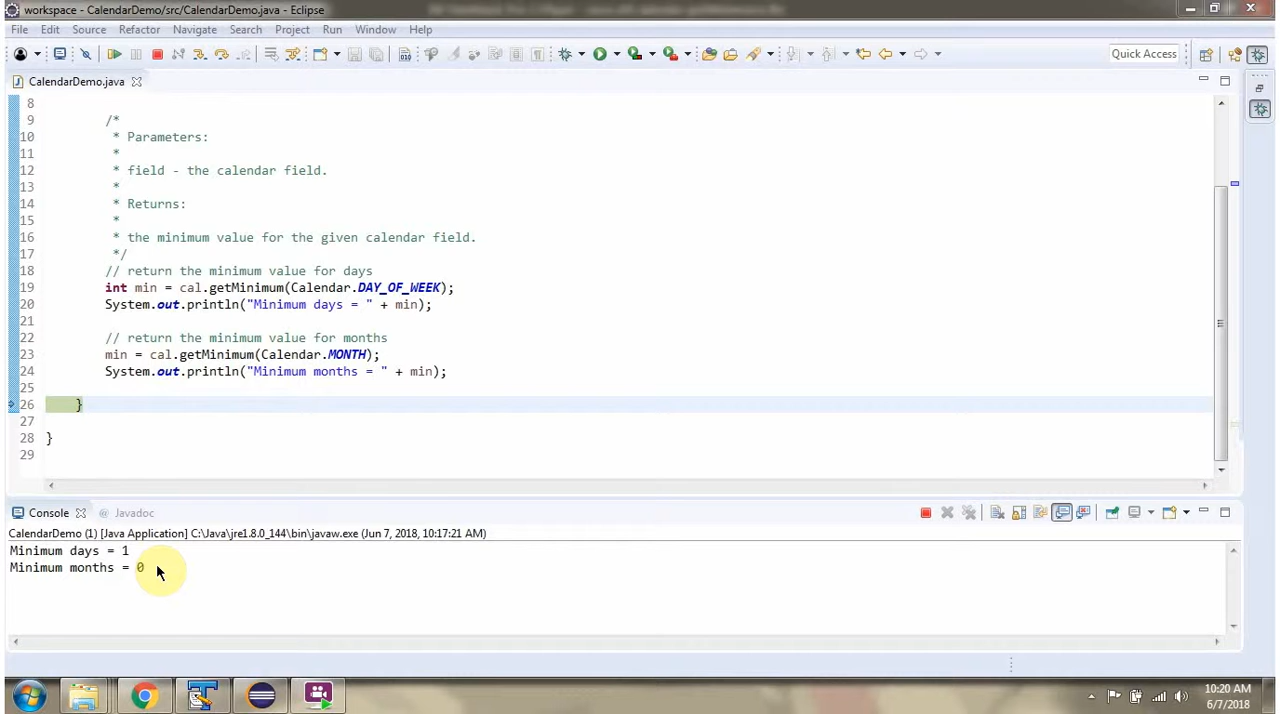 workspace - CalendarDemo/src/CalendarDemo.java - Eclipse
File Edit Source Refactor Navigate Search Project Run Window Help
Quick Access
CalendarDemo.java
8
9 /*
10 * Parameters:
11 *
12 * field - the calendar field.
13 *
14 * Returns:
15 *
16 * the minimum value for the given calendar field.
17 */
18 // return the minimum value for days
19 int min = cal.getMinimum(Calendar.DAY_OF_WEEK);
20 System.out.println("Minimum days = " + min);
21
22 // return the minimum value for months
23 min = cal.getMinimum(Calendar.MONTH);
24 System.out.println("Minimum months = " + min);
25
26 }
27
28 }
29
Console @ Javadoc
CalendarDemo (1) [Java Application] C:\Java\jre1.8.0_144\bin\javaw.exe (Jun 7, 2018, 10:17:21 AM)
Minimum days = 1
Minimum months = 0
10:20 AM
6/7/2018